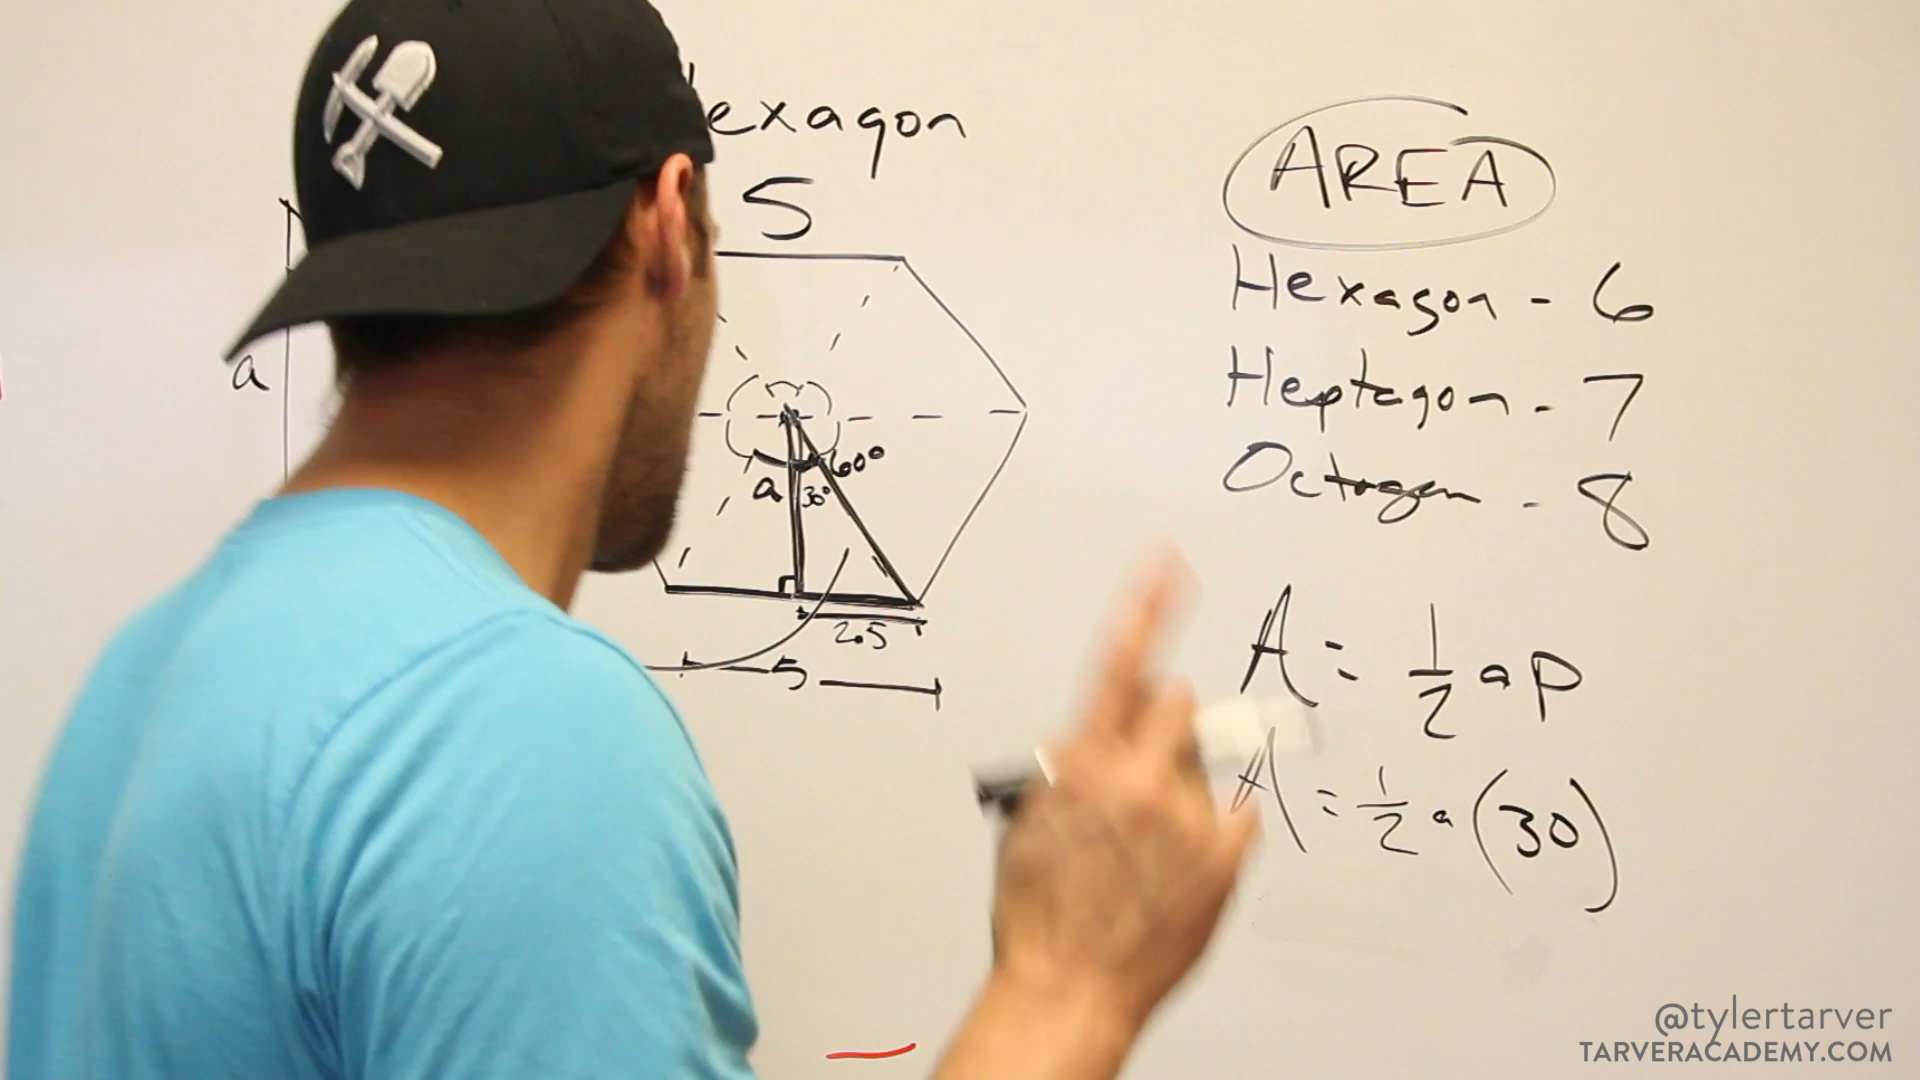 exagon
5
a
60°
a 30°
2.5
5
AREA
Hexagon - 6
Heptagon - 7
Octagon - 8
A = 1/2 a p
A = 1/2 a (30)
@tylertarver
TARVERACADEMY.COM